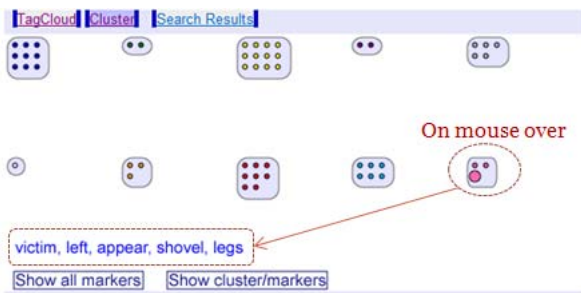 TagCloud Cluster Search Results
On mouse over
victim, left, appear, shovel, legs
Show all markers Show cluster/markers